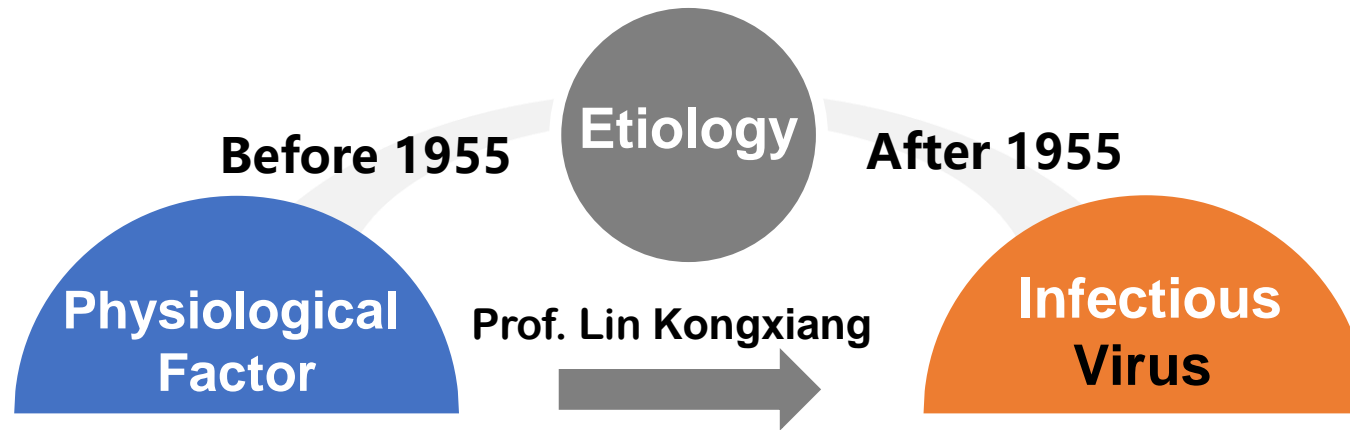 Etiology
Before 1955
After 1955
Physiological
Factor
Prof. Lin Kongxiang
Infectious
Virus